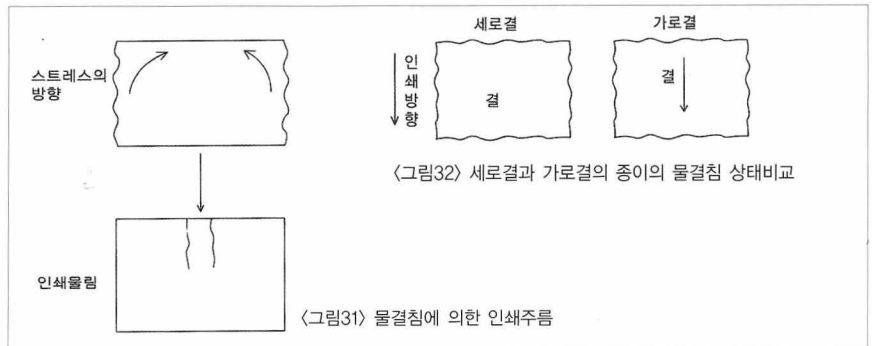 스트레스의
방향
인쇄물림
〈그림31〉 물결침에 의한 인쇄주름
세로결
가로결
인쇄방향
결
결
〈그림32〉 세로결과 가로결의 종이의 물결침 상태비교